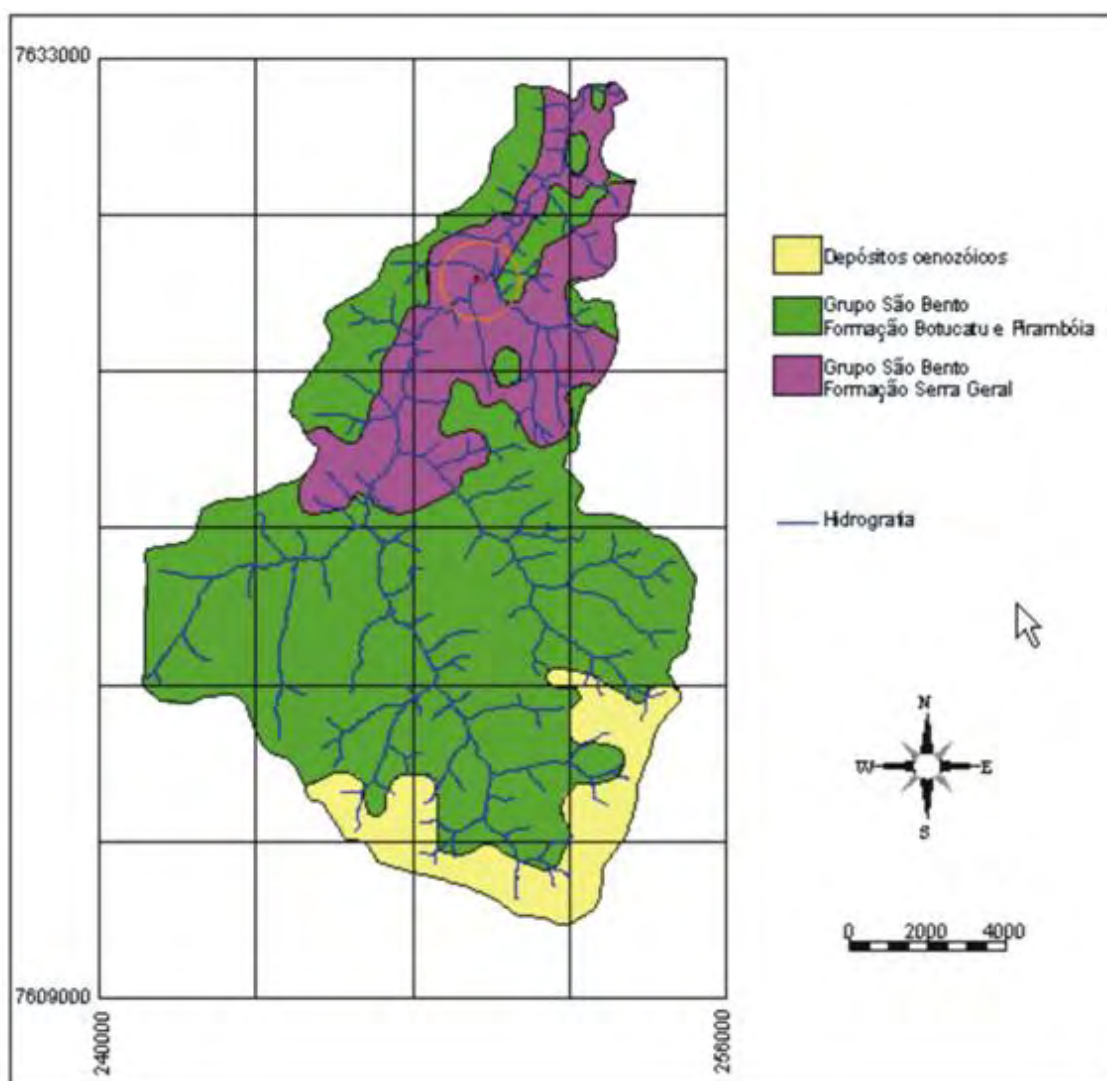 7633000
Depósitos cenozóicos
Grupo São Bento
Formação Botucatu e Pirambóia
Grupo São Bento
Formação Serra Geral
Hidrografia
N
W
E
S
0 2000 4000
7609000
240000
256000